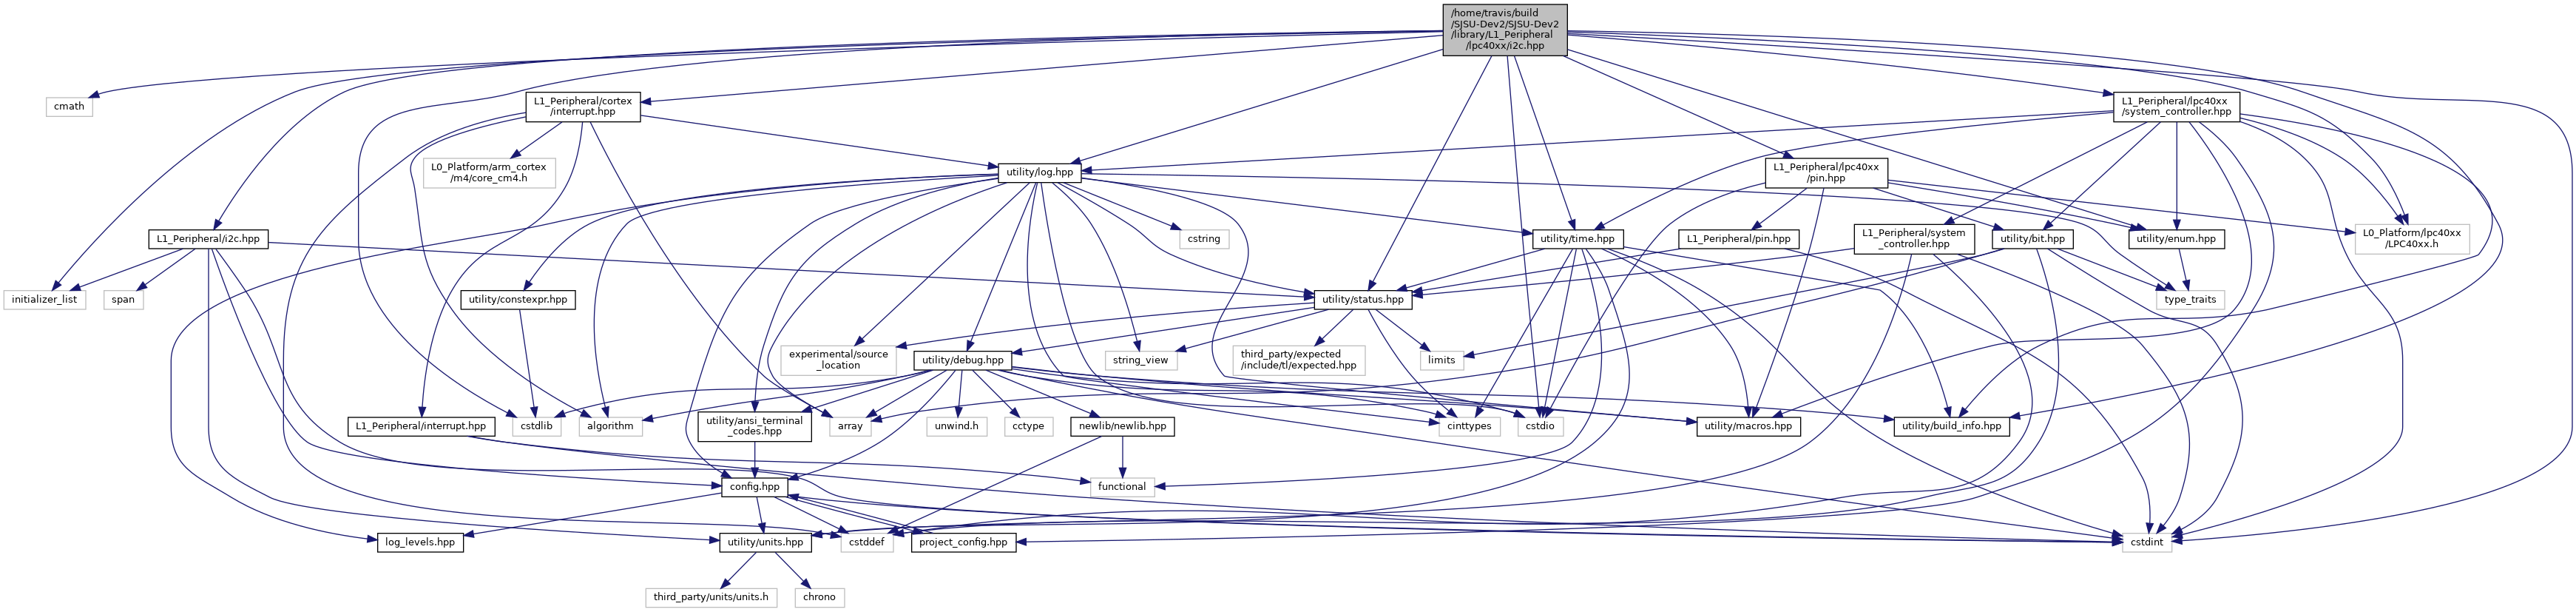 /home/travis/build
/SJSU-Dev2/SJSU-Dev2
/library/L1_Peripheral
/lpc40xx/i2c.hpp
cmath
L1_Peripheral/cortex
/interrupt.hpp
L1_Peripheral/lpc40xx
/system_controller.hpp
L0_Platform/arm_cortex
/m4/core_cm4.h
utility/log.hpp
L1_Peripheral/lpc40xx
/pin.hpp
L1_Peripheral/i2c.hpp
cstring
utility/time.hpp
L1_Peripheral/pin.hpp
L1_Peripheral/system
_controller.hpp
utility/bit.hpp
utility/enum.hpp
L0_Platform/lpc40xx
/LPC40xx.h
initializer_list
span
utility/constexpr.hpp
utility/status.hpp
type_traits
experimental/source
_location
utility/debug.hpp
string_view
third_party/expected
/include/tl/expected.hpp
limits
L1_Peripheral/interrupt.hpp
cstdlib
algorithm
utility/ansi_terminal
_codes.hpp
array
unwind.h
cctype
newlib/newlib.hpp
cinttypes
cstdio
utility/macros.hpp
utility/build_info.hpp
config.hpp
functional
log_levels.hpp
utility/units.hpp
cstddef
project_config.hpp
cstdint
third_party/units/units.h
chrono